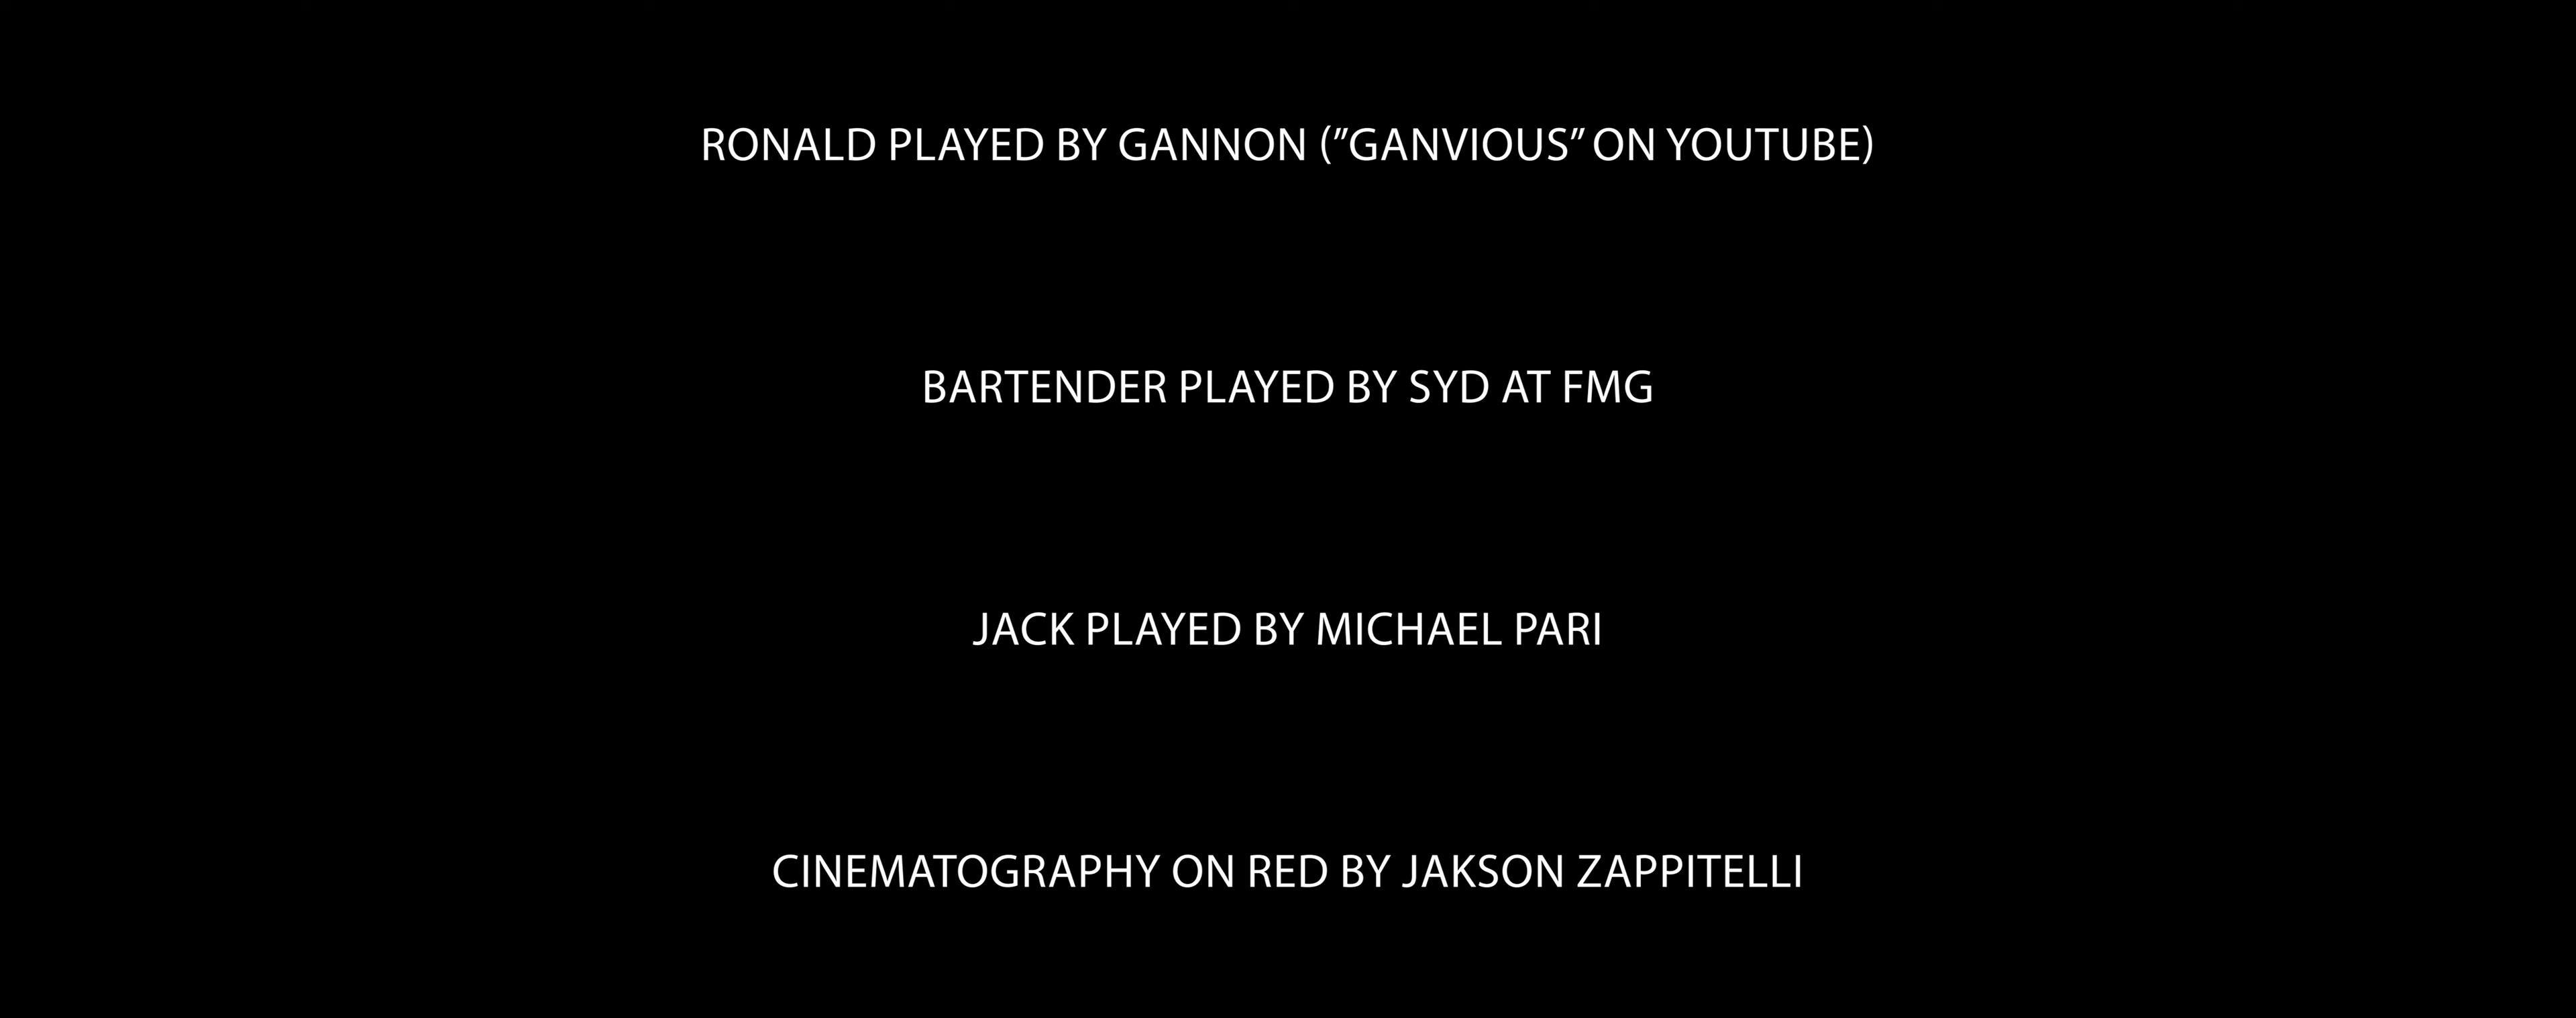 RONALD PLAYED BY GANNON (”GANVIOUS” ON YOUTUBE)
BARTENDER PLAYED BY SYD AT FMG
JACK PLAYED BY MICHAEL PARI
CINEMATOGRAPHY ON RED BY JAKSON ZAPPITELLI